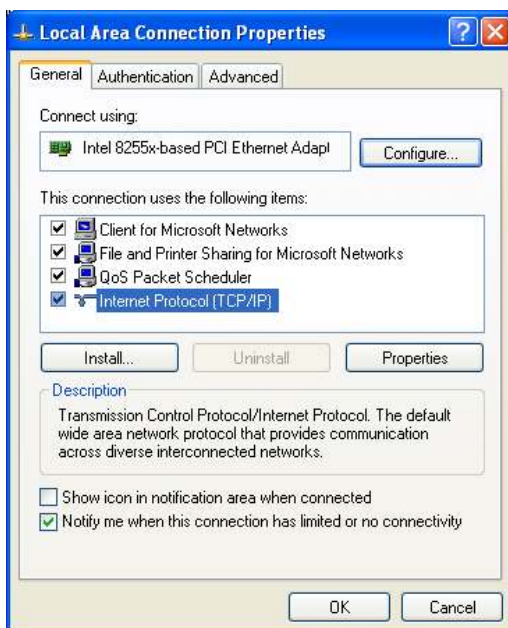 Local Area Connection Properties
General Authentication Advanced
Connect using:
Intel 8255x-based PCI Ethernet Adapt
Configure...
This connection uses the following items:
Client for Microsoft Networks
File and Printer Sharing for Microsoft Networks
QoS Packet Scheduler
Internet Protocol (TCP/IP)
Install... Uninstall Properties
Description
Transmission Control Protocol/Internet Protocol. The default
wide area network protocol that provides communication
across diverse interconnected networks.
Show icon in notification area when connected
Notify me when this connection has limited or no connectivity
OK Cancel